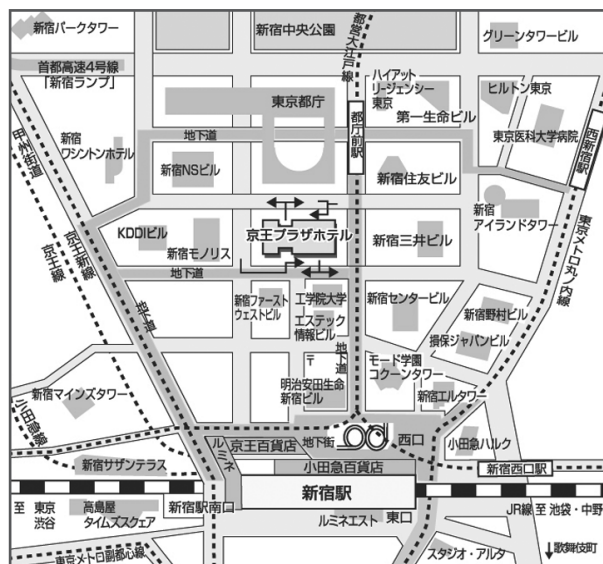 新宿パークタワー
新宿中央公園
都営大江戸線
グリーンタワービル
首都高速4号線
「新宿ランプ」
ハイアット
リージェンシー
東京
ヒルトン東京
東京都庁
第一生命ビル
都庁前駅
東京医科大学病院
西新宿駅
甲州街道
新宿
ワシントンホテル
地下道
新宿NSビル
新宿住友ビル
新宿
アイランドタワー
京王新線
京王線
KDDIビル
新宿モノリス
京王プラザホテル
新宿三井ビル
東京メトロ丸ノ内線
地下道
地下道
新宿ファースト
ウェストビル
工学院大学
エステック
情報ビル
新宿センタービル
新宿野村ビル
損保ジャパンビル
地下道
〒
モード学園
コクーンタワー
新宿マインズタワー
明治安田生命
新宿ビル
新宿エルタワー
小田急線
ルミネ
京王百貨店
地下街
西口
小田急ハルク
新宿サザンテラス
小田急百貨店
新宿西口駅
新宿駅
至 東京
渋谷
高島屋
タイムズスクェア
新宿駅南口
ルミネエスト
東口
JR線 至 池袋・中野
東京メトロ副都心線
スタジオ・アルタ
歌舞伎町